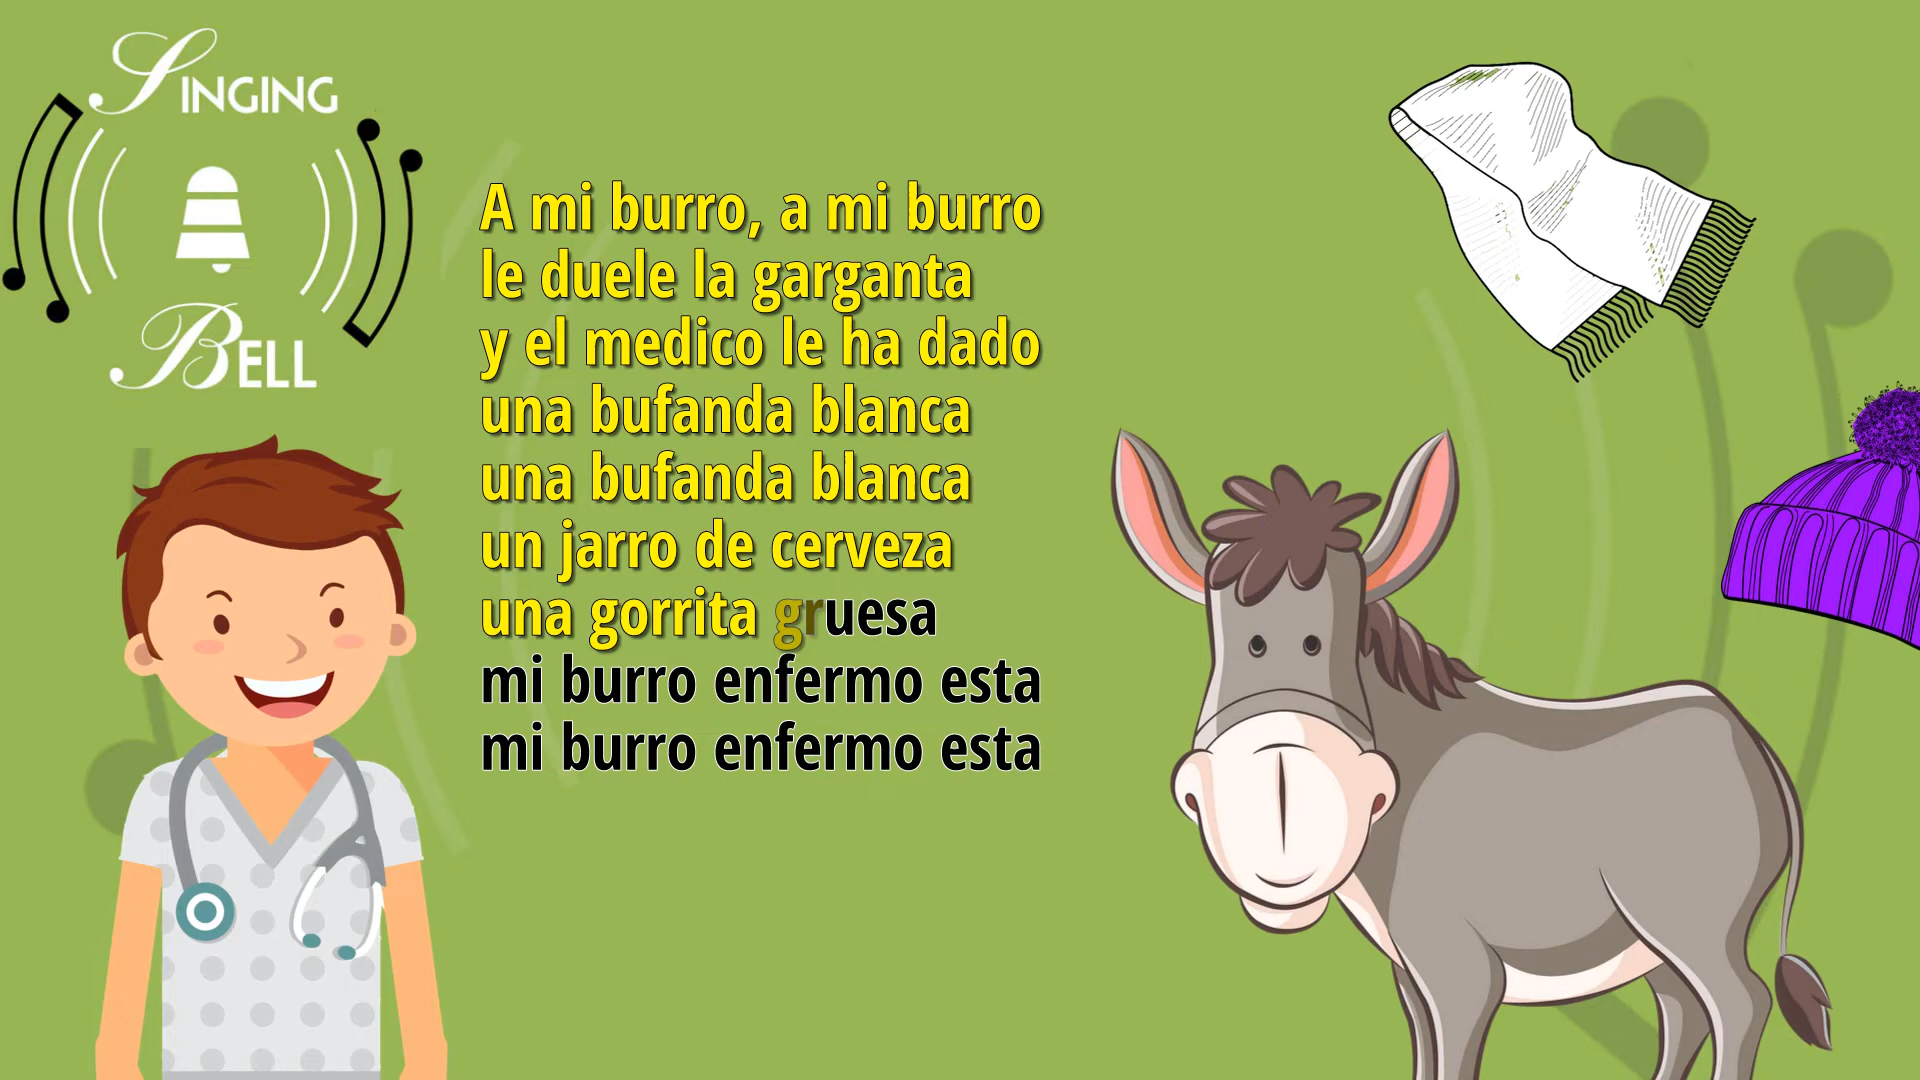 SINGING
BELL
A mi burro, a mi burro
le duele la garganta
y el medico le ha dado
una bufanda blanca
una bufanda blanca
un jarro de cerveza
una gorrita gruesa
mi burro enfermo esta
mi burro enfermo esta